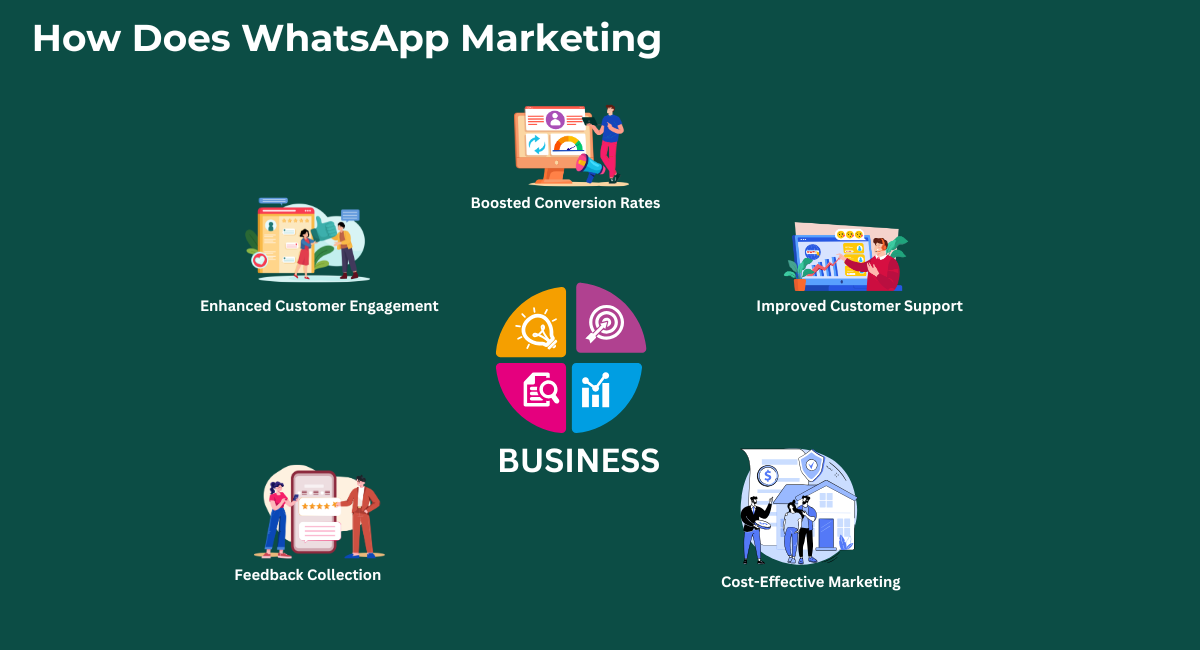 How Does WhatsApp Marketing
Boosted Conversion Rates
Enhanced Customer Engagement
Improved Customer Support
BUSINESS
Feedback Collection
Cost-Effective Marketing